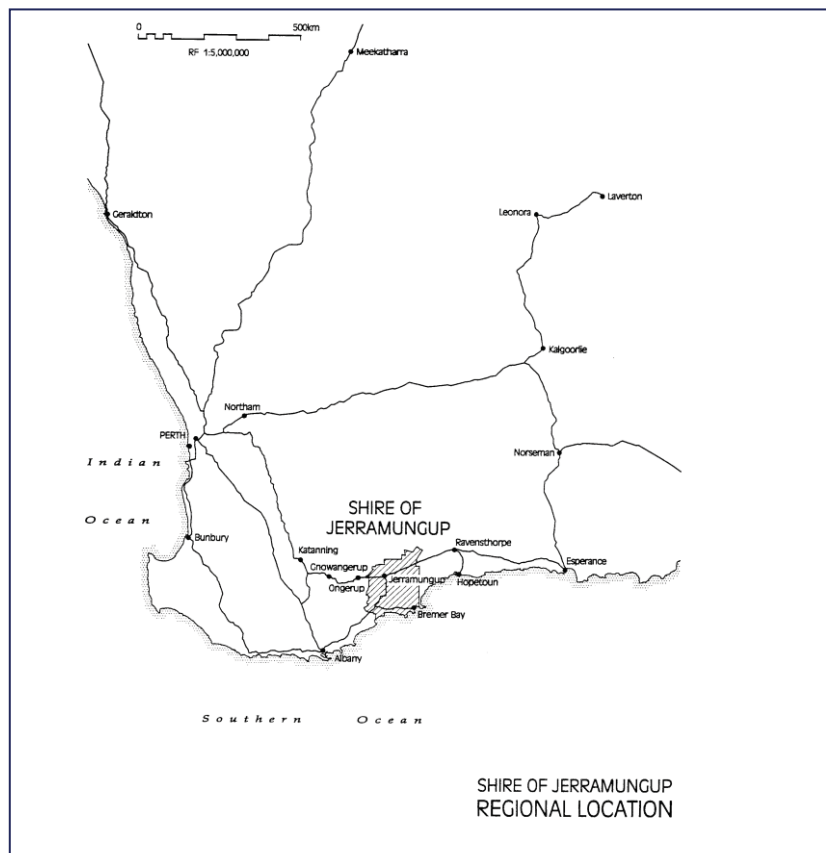 0 500km
RF 1:5,000,000
Meekatharra
Geraldton
Laverton
Leonora
Kalgoorlie
Northam
PERTH
Norseman
Indian
Ocean
SHIRE OF
JERRAMUNGUP
Bunbury
Ravensthorpe
Katanning
Esperance
Gnowangerup
Jerramungup
Hopetoun
Ongerup
Bremer Bay
Albany
Southern Ocean
SHIRE OF JERRAMUNGUP
REGIONAL LOCATION